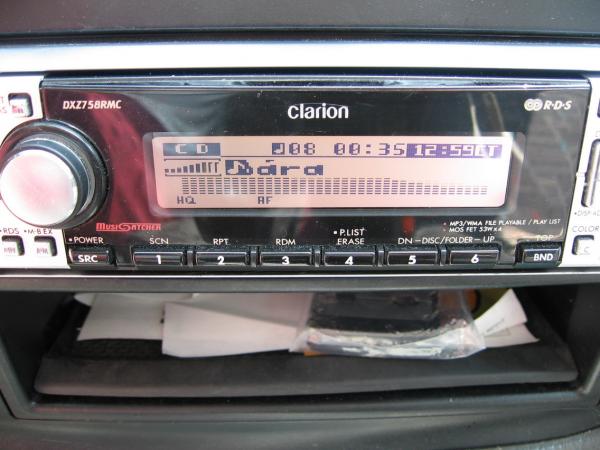 DXZ758RMC
clarion
R·D·S
CD 08 00:35 12:59CT
Dára
HQ AF
MUSICATCHER
• MP3/WMA FILE PLAYABLE / PLAY LIST
• MOS FET 53W x 4
• RDS • M-B EX
• POWER SCN RPT RDM • P.LIST ERASE DN -DISC/FOLDER- UP TOP
SRC 1 2 3 4 5 6 BND
COLOR